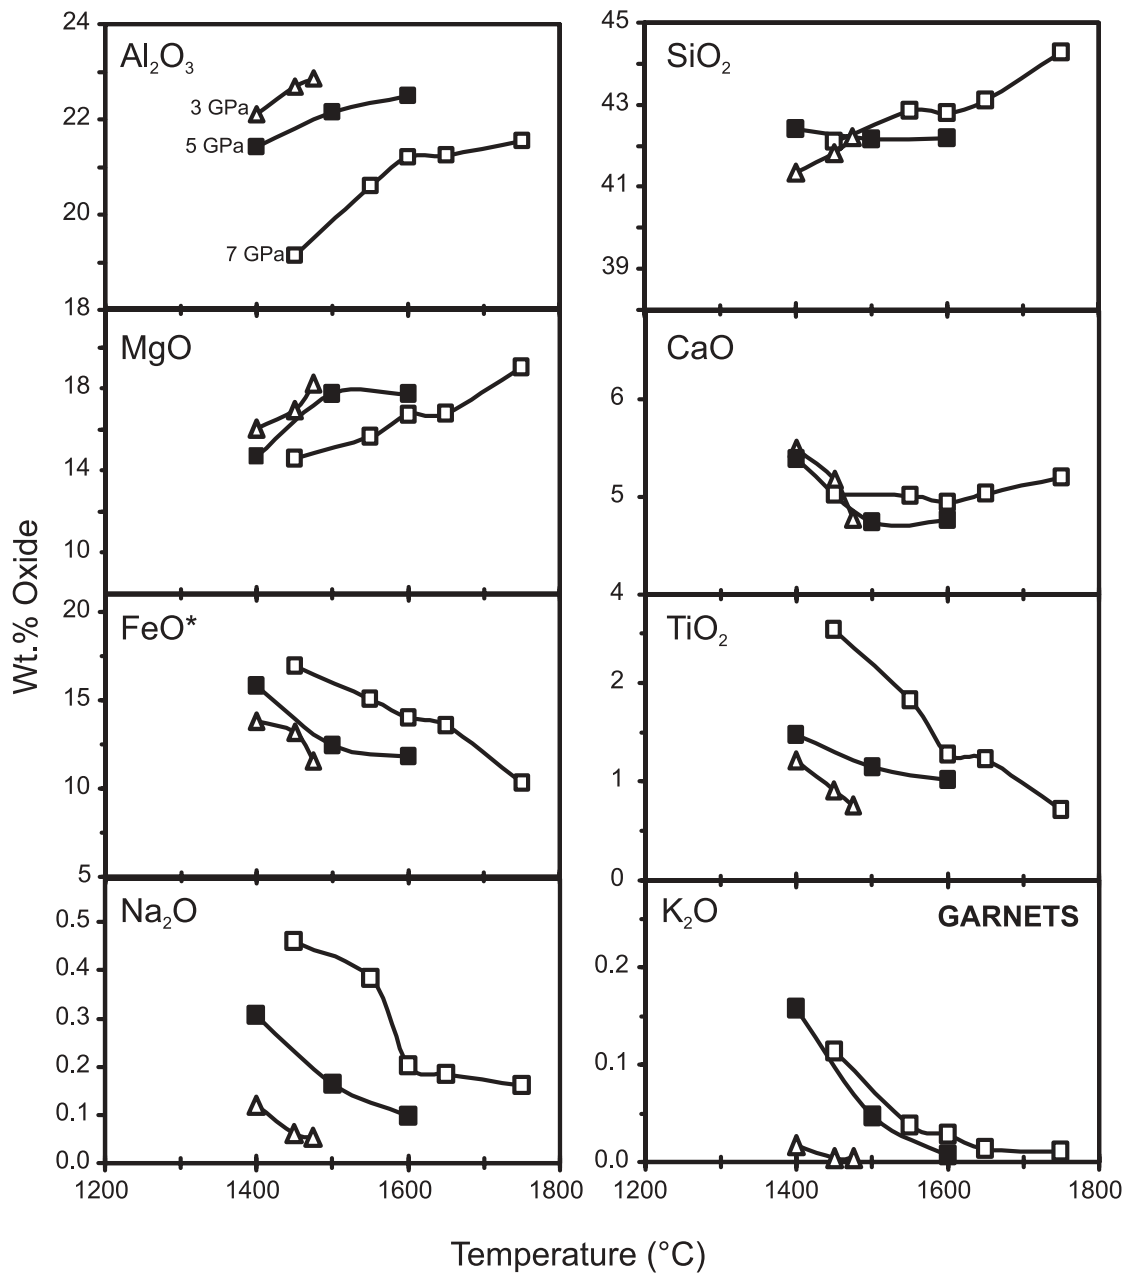 24
Al₂O₃
3 GPa
22
5 GPa
20
7 GPa
18
45
SiO₂
43
41
39
MgO
18
14
10
CaO
6
5
4
Wt.% Oxide
20
FeO*
15
10
5
TiO₂
2
1
0
Na₂O
0.5
0.4
0.3
0.2
0.1
0.0
K₂O
GARNETS
0.2
0.1
0.0
1200 1400 1600 1800
1200 1400 1600 1800
Temperature (°C)